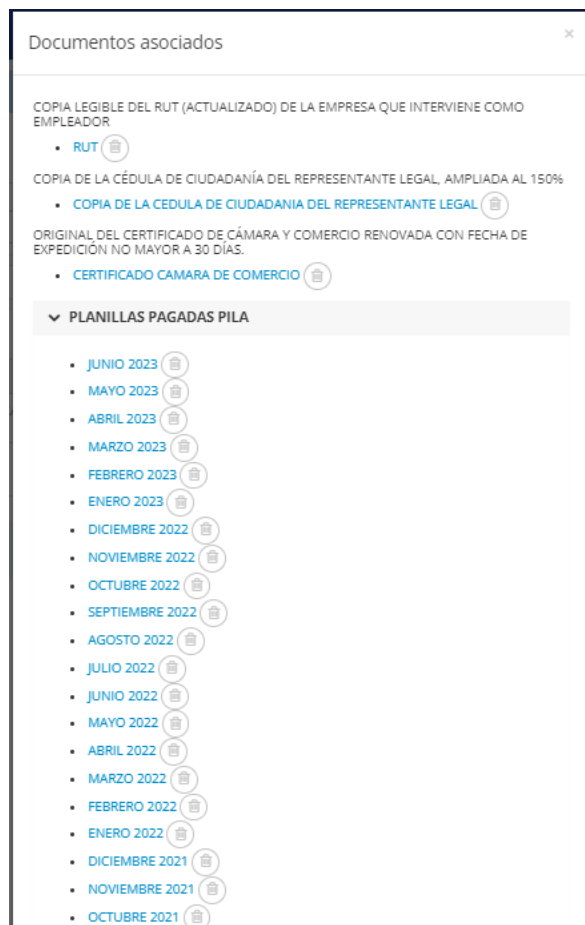 Documentos asociados
×
COPIA LEGIBLE DEL RUT (ACTUALIZADO) DE LA EMPRESA QUE INTERVIENE COMO
EMPLEADOR
• RUT
COPIA DE LA CÉDULA DE CIUDADANÍA DEL REPRESENTANTE LEGAL, AMPLIADA AL 150%
• COPIA DE LA CEDULA DE CIUDADANIA DEL REPRESENTANTE LEGAL
ORIGINAL DEL CERTIFICADO DE CÁMARA Y COMERCIO RENOVADA CON FECHA DE
EXPEDICIÓN NO MAYOR A 30 DÍAS.
• CERTIFICADO CAMARA DE COMERCIO
PLANILLAS PAGADAS PILA
• JUNIO 2023
• MAYO 2023
• ABRIL 2023
• MARZO 2023
• FEBRERO 2023
• ENERO 2023
• DICIEMBRE 2022
• NOVIEMBRE 2022
• OCTUBRE 2022
• SEPTIEMBRE 2022
• AGOSTO 2022
• JULIO 2022
• JUNIO 2022
• MAYO 2022
• ABRIL 2022
• MARZO 2022
• FEBRERO 2022
• ENERO 2022
• DICIEMBRE 2021
• NOVIEMBRE 2021
• OCTUBRE 2021